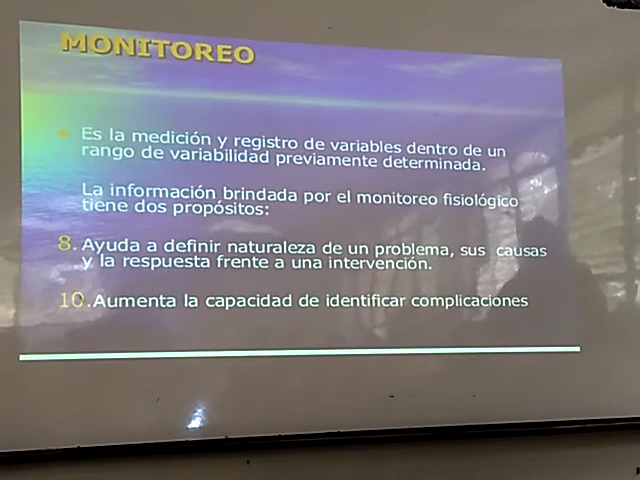 MONITOREO
• Es la medición y registro de variables dentro de un
rango de variabilidad previamente determinada.
La información brindada por el monitoreo fisiológico
tiene dos propósitos:
8. Ayuda a definir naturaleza de un problema, sus causas
y la respuesta frente a una intervención.
10.Aumenta la capacidad de identificar complicaciones